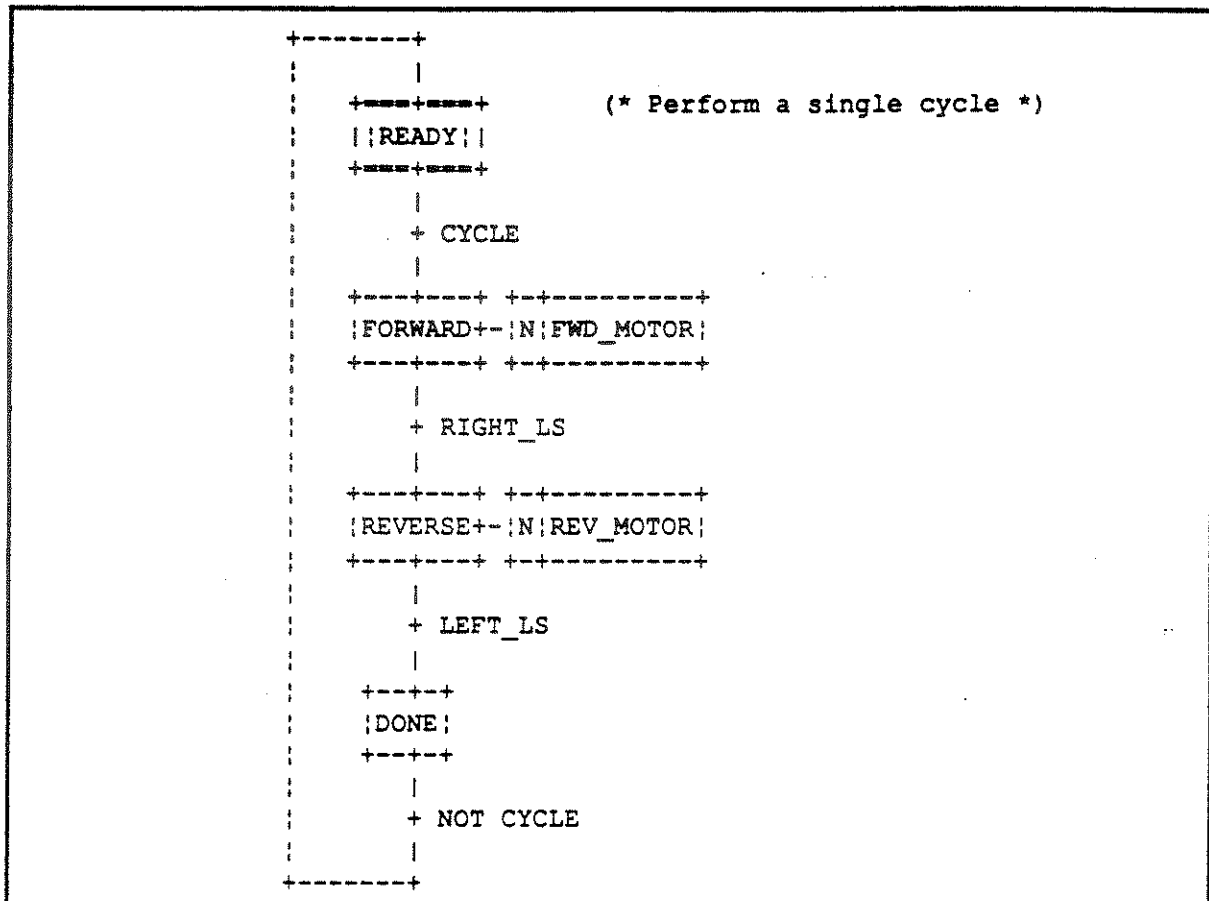 (* Perform a single cycle *)
READY
CYCLE
FORWARD N FWD_MOTOR
RIGHT_LS
REVERSE N REV_MOTOR
LEFT_LS
DONE
NOT CYCLE